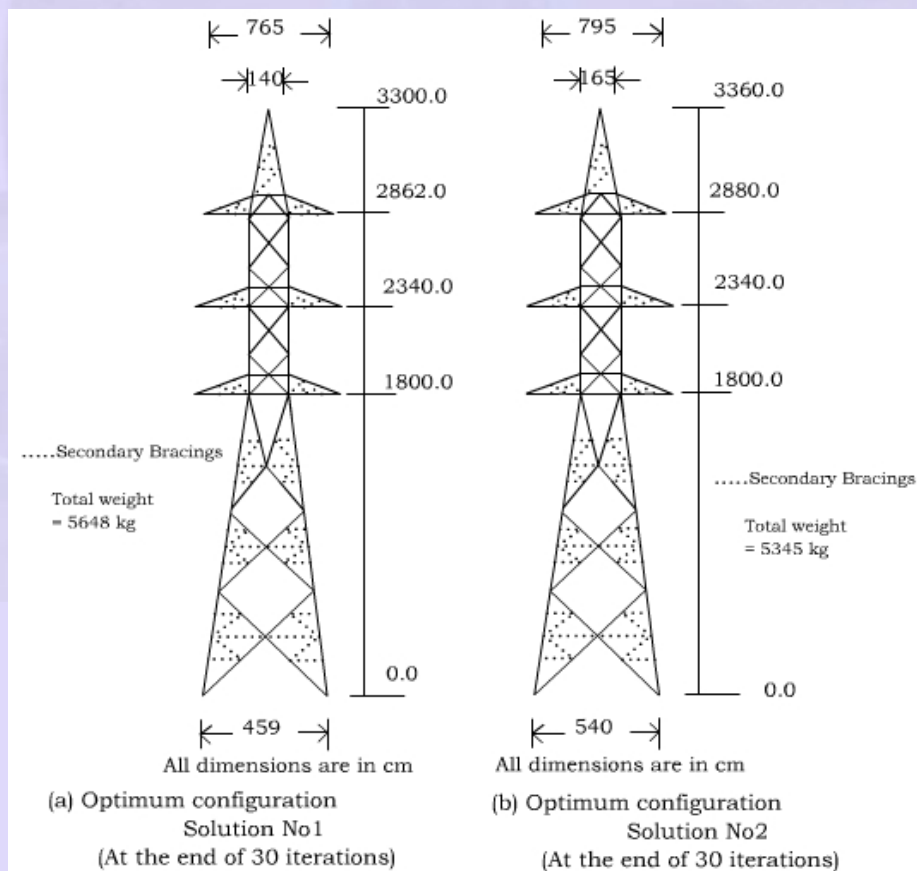 765
140
3300.0
2862.0
2340.0
1800.0
.....Secondary Bracings
Total weight
= 5648 kg
0.0
459
All dimensions are in cm
(a) Optimum configuration
Solution No1
(At the end of 30 iterations)
795
165
3360.0
2880.0
2340.0
1800.0
.....Secondary Bracings
Total weight
= 5345 kg
0.0
540
All dimensions are in cm
(b) Optimum configuration
Solution No2
(At the end of 30 iterations)